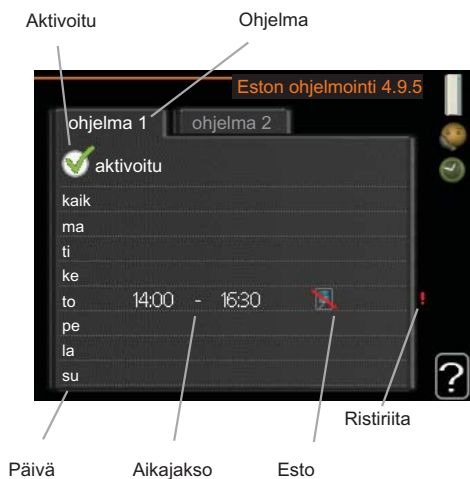 Aktivoitu
Ohjelma
Eston ohjelmointi 4.9.5
ohjelma 1
ohjelma 2
aktivoitu
kaik
ma
ti
ke
to 14:00 - 16:30 !
pe
la
su
?
Ristiriita
Päivä
Aikajakso
Esto